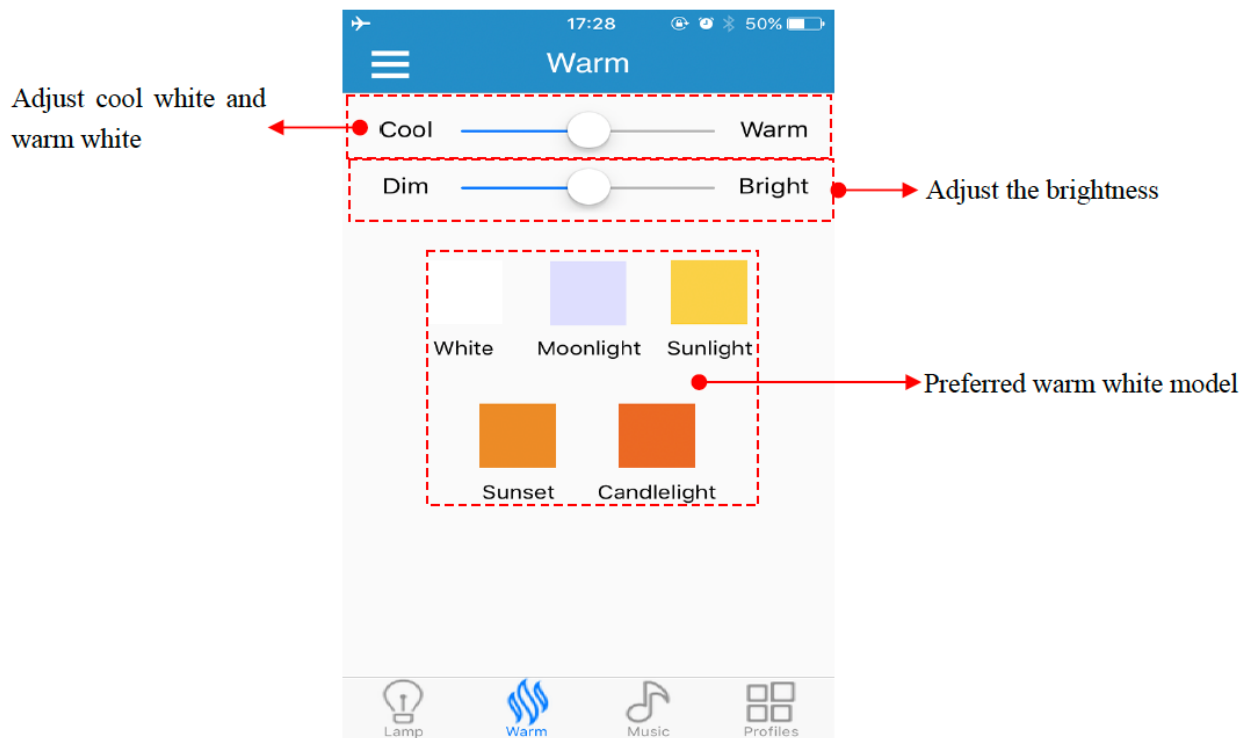 17:28
50%
Warm
Adjust cool white and
warm white
Cool
Warm
Dim
Bright
Adjust the brightness
White
Moonlight
Sunlight
Preferred warm white model
Sunset
Candlelight
Lamp
Warm
Music
Profiles